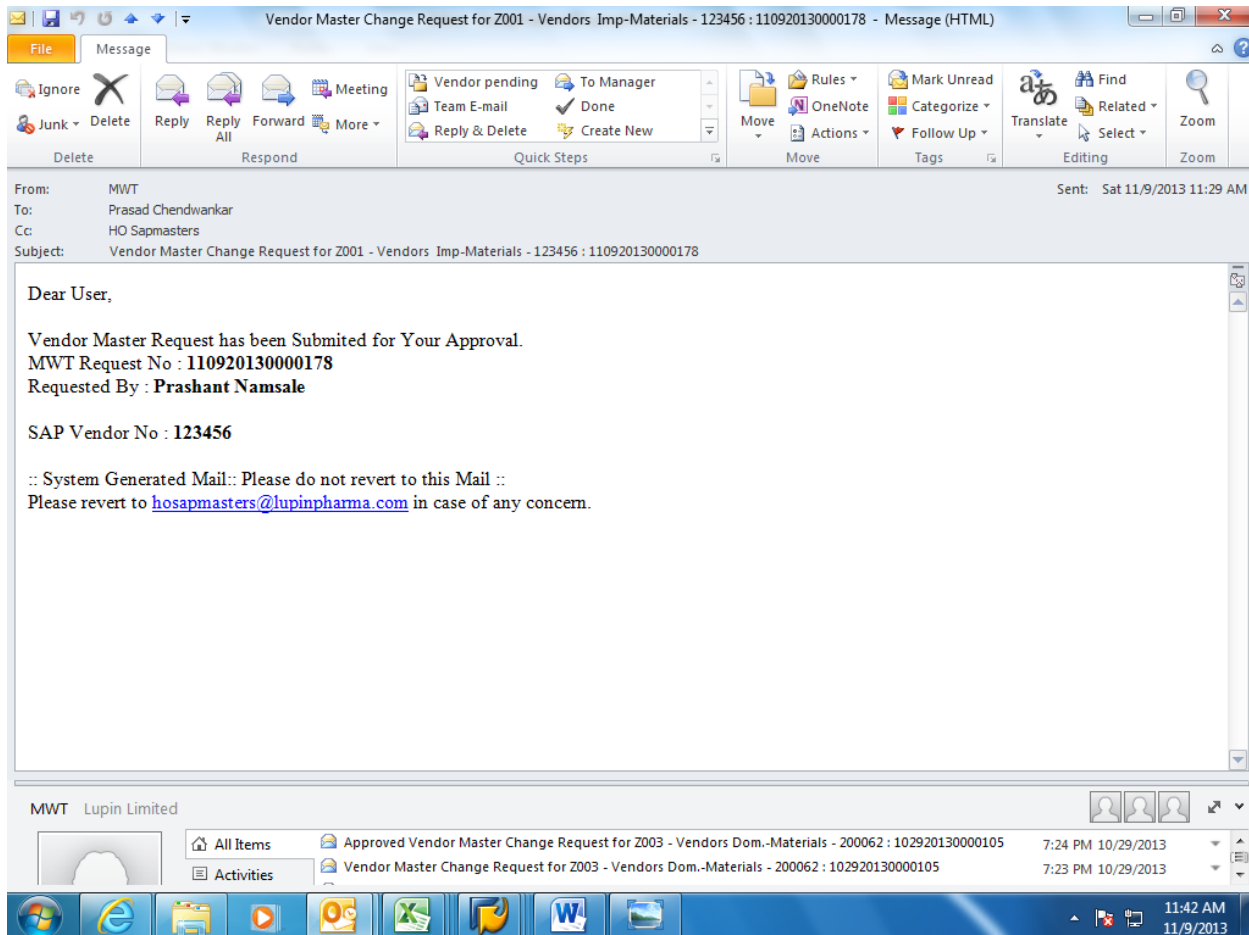 Vendor Master Change Request for Z001 - Vendors  Imp-Materials - 123456 : 110920130000178  -  Message (HTML)
File
Message
Ignore
Junk
Delete
Reply
Reply All
Forward
Meeting
More
Vendor pending
Team E-mail
Reply & Delete
To Manager
Done
Create New
Move
Rules
OneNote
Actions
Mark Unread
Categorize
Follow Up
Translate
Find
Related
Select
Zoom
Delete
Respond
Quick Steps
Move
Tags
Editing
Zoom
From: MWT
Sent: Sat 11/9/2013 11:29 AM
To: Prasad Chendwankar
Cc: HO Sapmasters
Subject: Vendor Master Change Request for Z001 - Vendors  Imp-Materials - 123456 : 110920130000178
Dear User,
Vendor Master Request has been Submited for Your Approval.
MWT Request No : 110920130000178
Requested By : Prashant Namsale
SAP Vendor No : 123456
:: System Generated Mail:: Please do not revert to this Mail ::
Please revert to hosapmasters@lupinpharma.com in case of any concern.
MWT Lupin Limited
All Items
Activities
Approved Vendor Master Change Request for Z003 - Vendors Dom.-Materials - 200062 : 102920130000105 7:24 PM 10/29/2013
Vendor Master Change Request for Z003 - Vendors Dom.-Materials - 200062 : 102920130000105 7:23 PM 10/29/2013
11:42 AM
11/9/2013